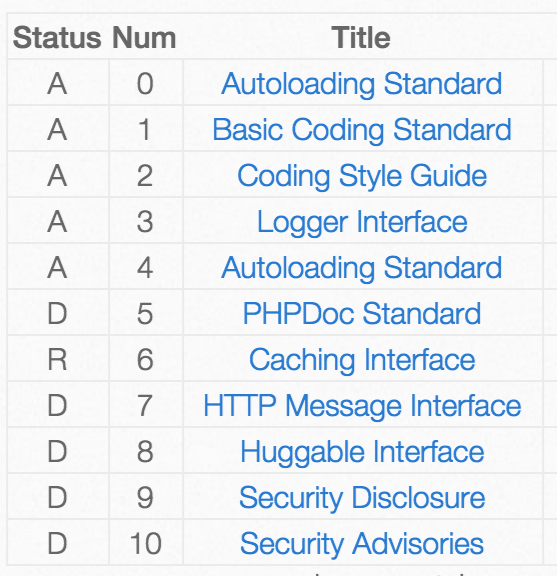 Status Num Title
A 0 Autoloading Standard
A 1 Basic Coding Standard
A 2 Coding Style Guide
A 3 Logger Interface
A 4 Autoloading Standard
D 5 PHPDoc Standard
R 6 Caching Interface
D 7 HTTP Message Interface
D 8 Huggable Interface
D 9 Security Disclosure
D 10 Security Advisories